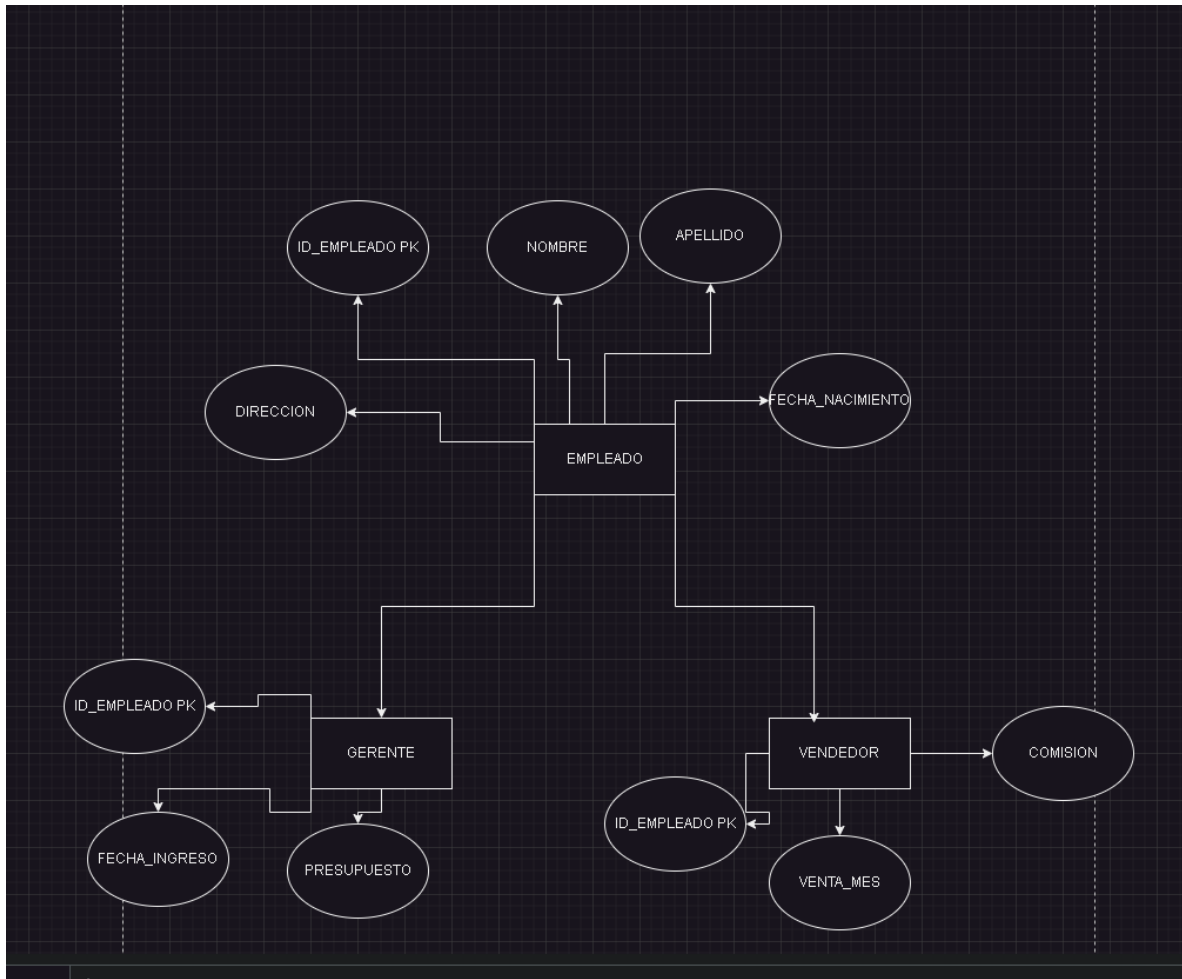 ID_EMPLEADO PK
NOMBRE
APELLIDO
DIRECCION
FECHA_NACIMIENTO
EMPLEADO
ID_EMPLEADO PK
GERENTE
VENDEDOR
COMISION
ID_EMPLEADO PK
FECHA_INGRESO
PRESUPUESTO
VENTA_MES